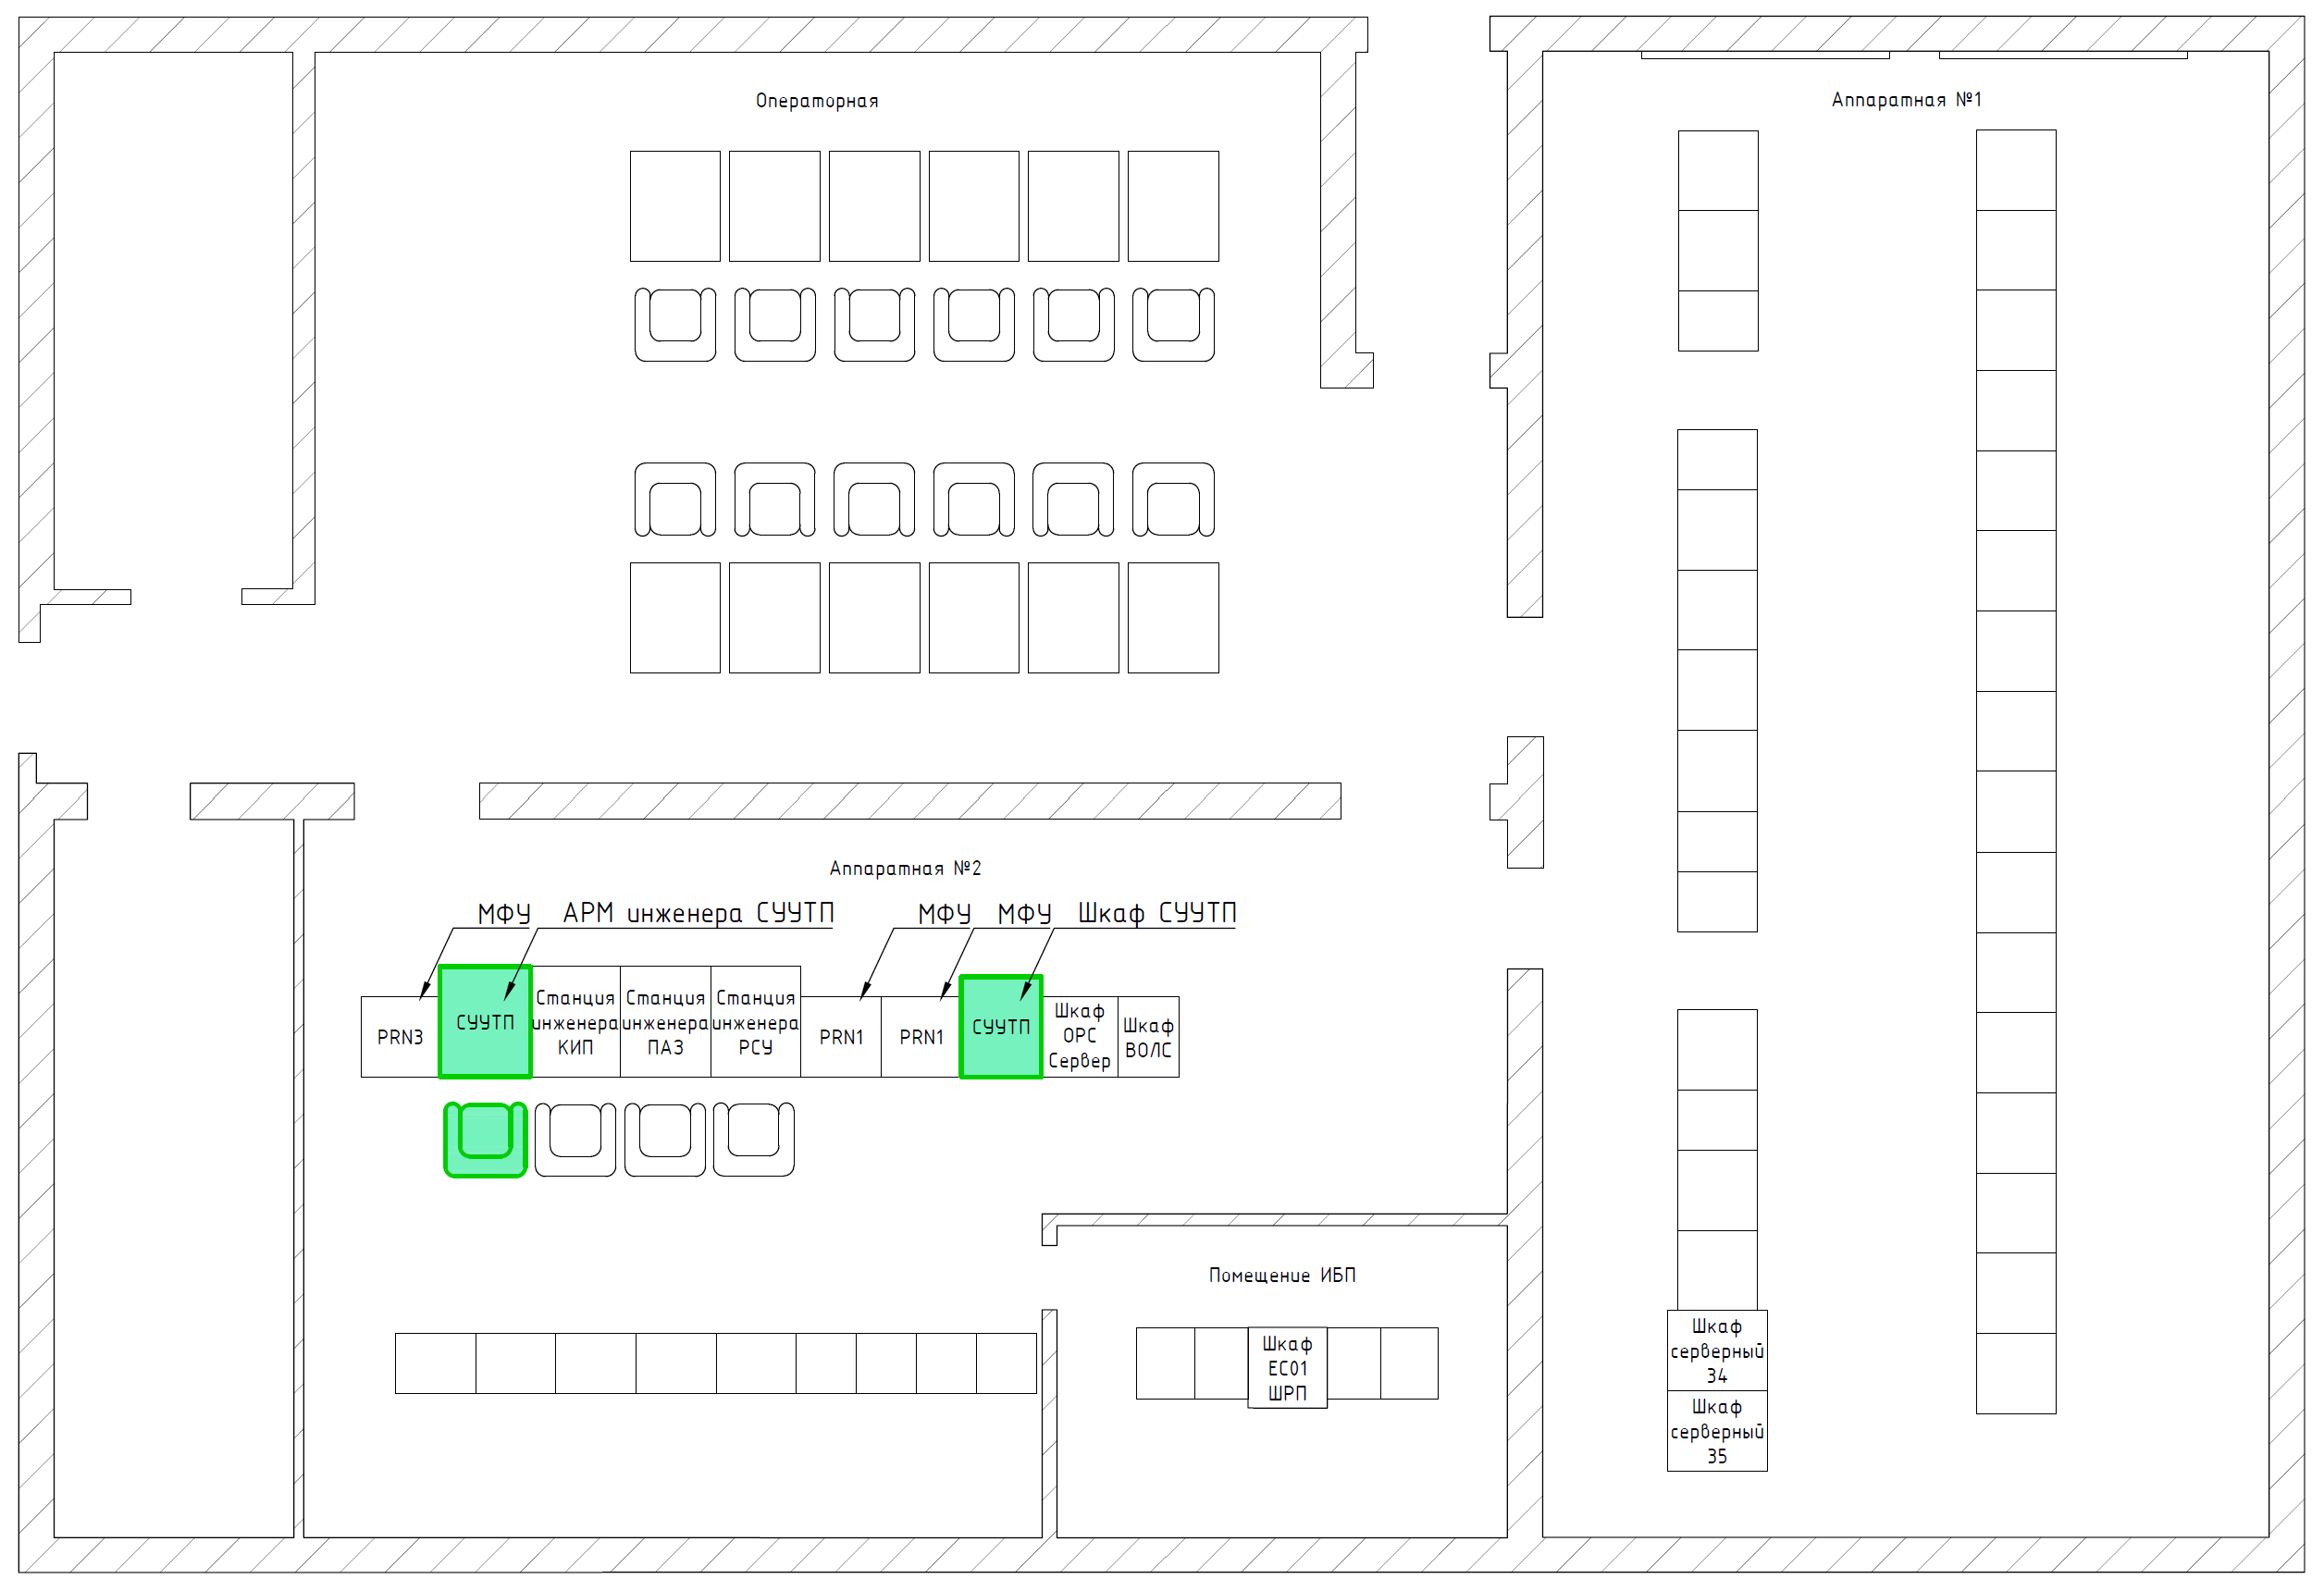 Операторная
Аппаратная №1
Аппаратная №2
МФУ
АРМ инженера СУУТП
МФУ
МФУ
Шкаф СУУТП
PRN3
СУУТП
Станция
инженера
КИП
Станция
инженера
ПАЗ
Станция
инженера
РСУ
PRN1
PRN1
СУУТП
Шкаф
OPC
Сервер
Шкаф
ВОЛС
Помещение ИБП
Шкаф
ЕС01
ШРП
Шкаф
серверный
34
Шкаф
серверный
35